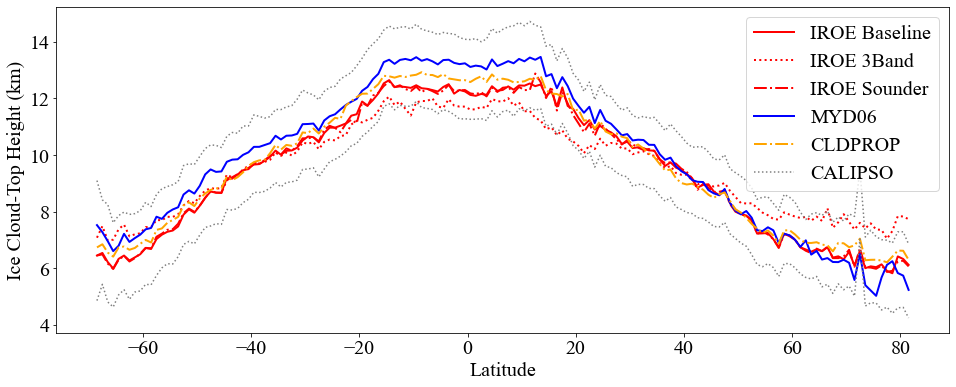 Ice Cloud-Top Height (km)
14
12
10
8
6
4
−60
−40
−20
0
20
40
60
80
Latitude
IROE Baseline
IROE 3Band
IROE Sounder
MYD06
CLDPROP
CALIPSO